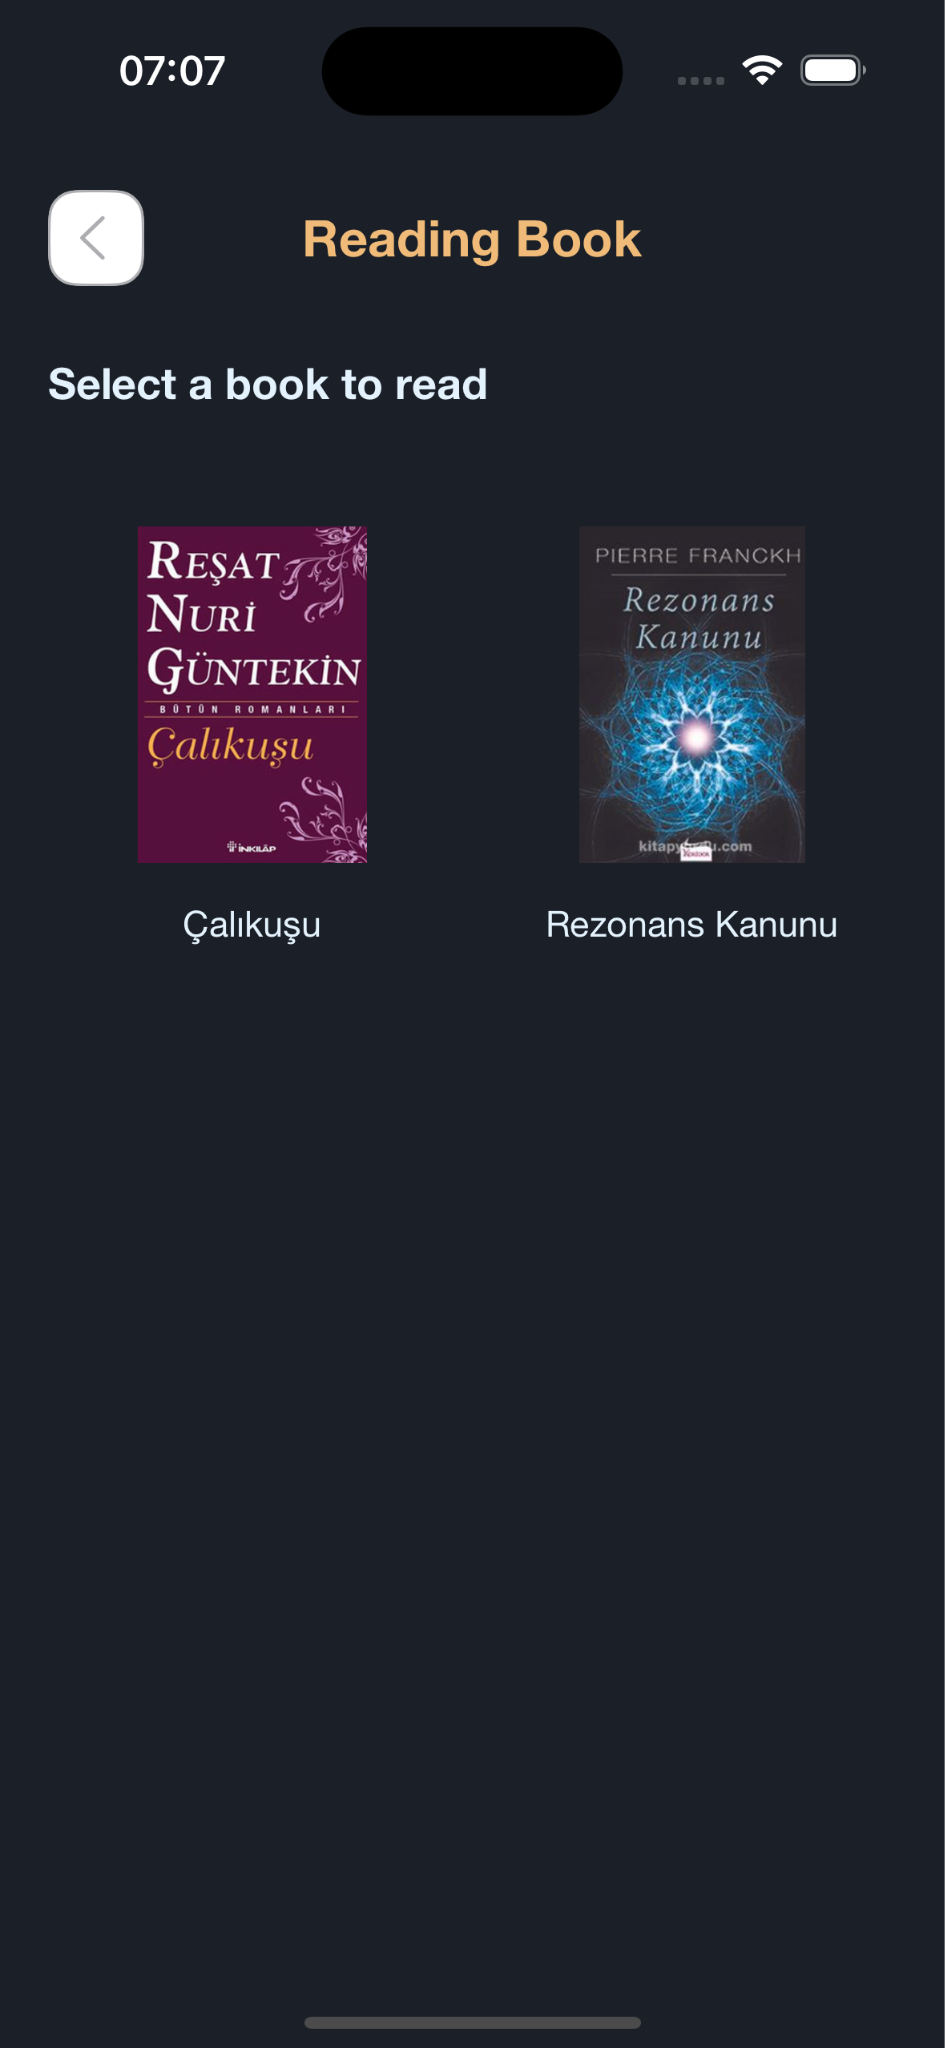 07:07
Reading Book
Select a book to read
REŞAT
NURİ
GÜNTEKİN
BÜTÜN ROMANLARI
Çalıkuşu
İNKILÂP
PIERRE FRANCKH
Rezonans
Kanunu
Çalıkuşu
Rezonans Kanunu